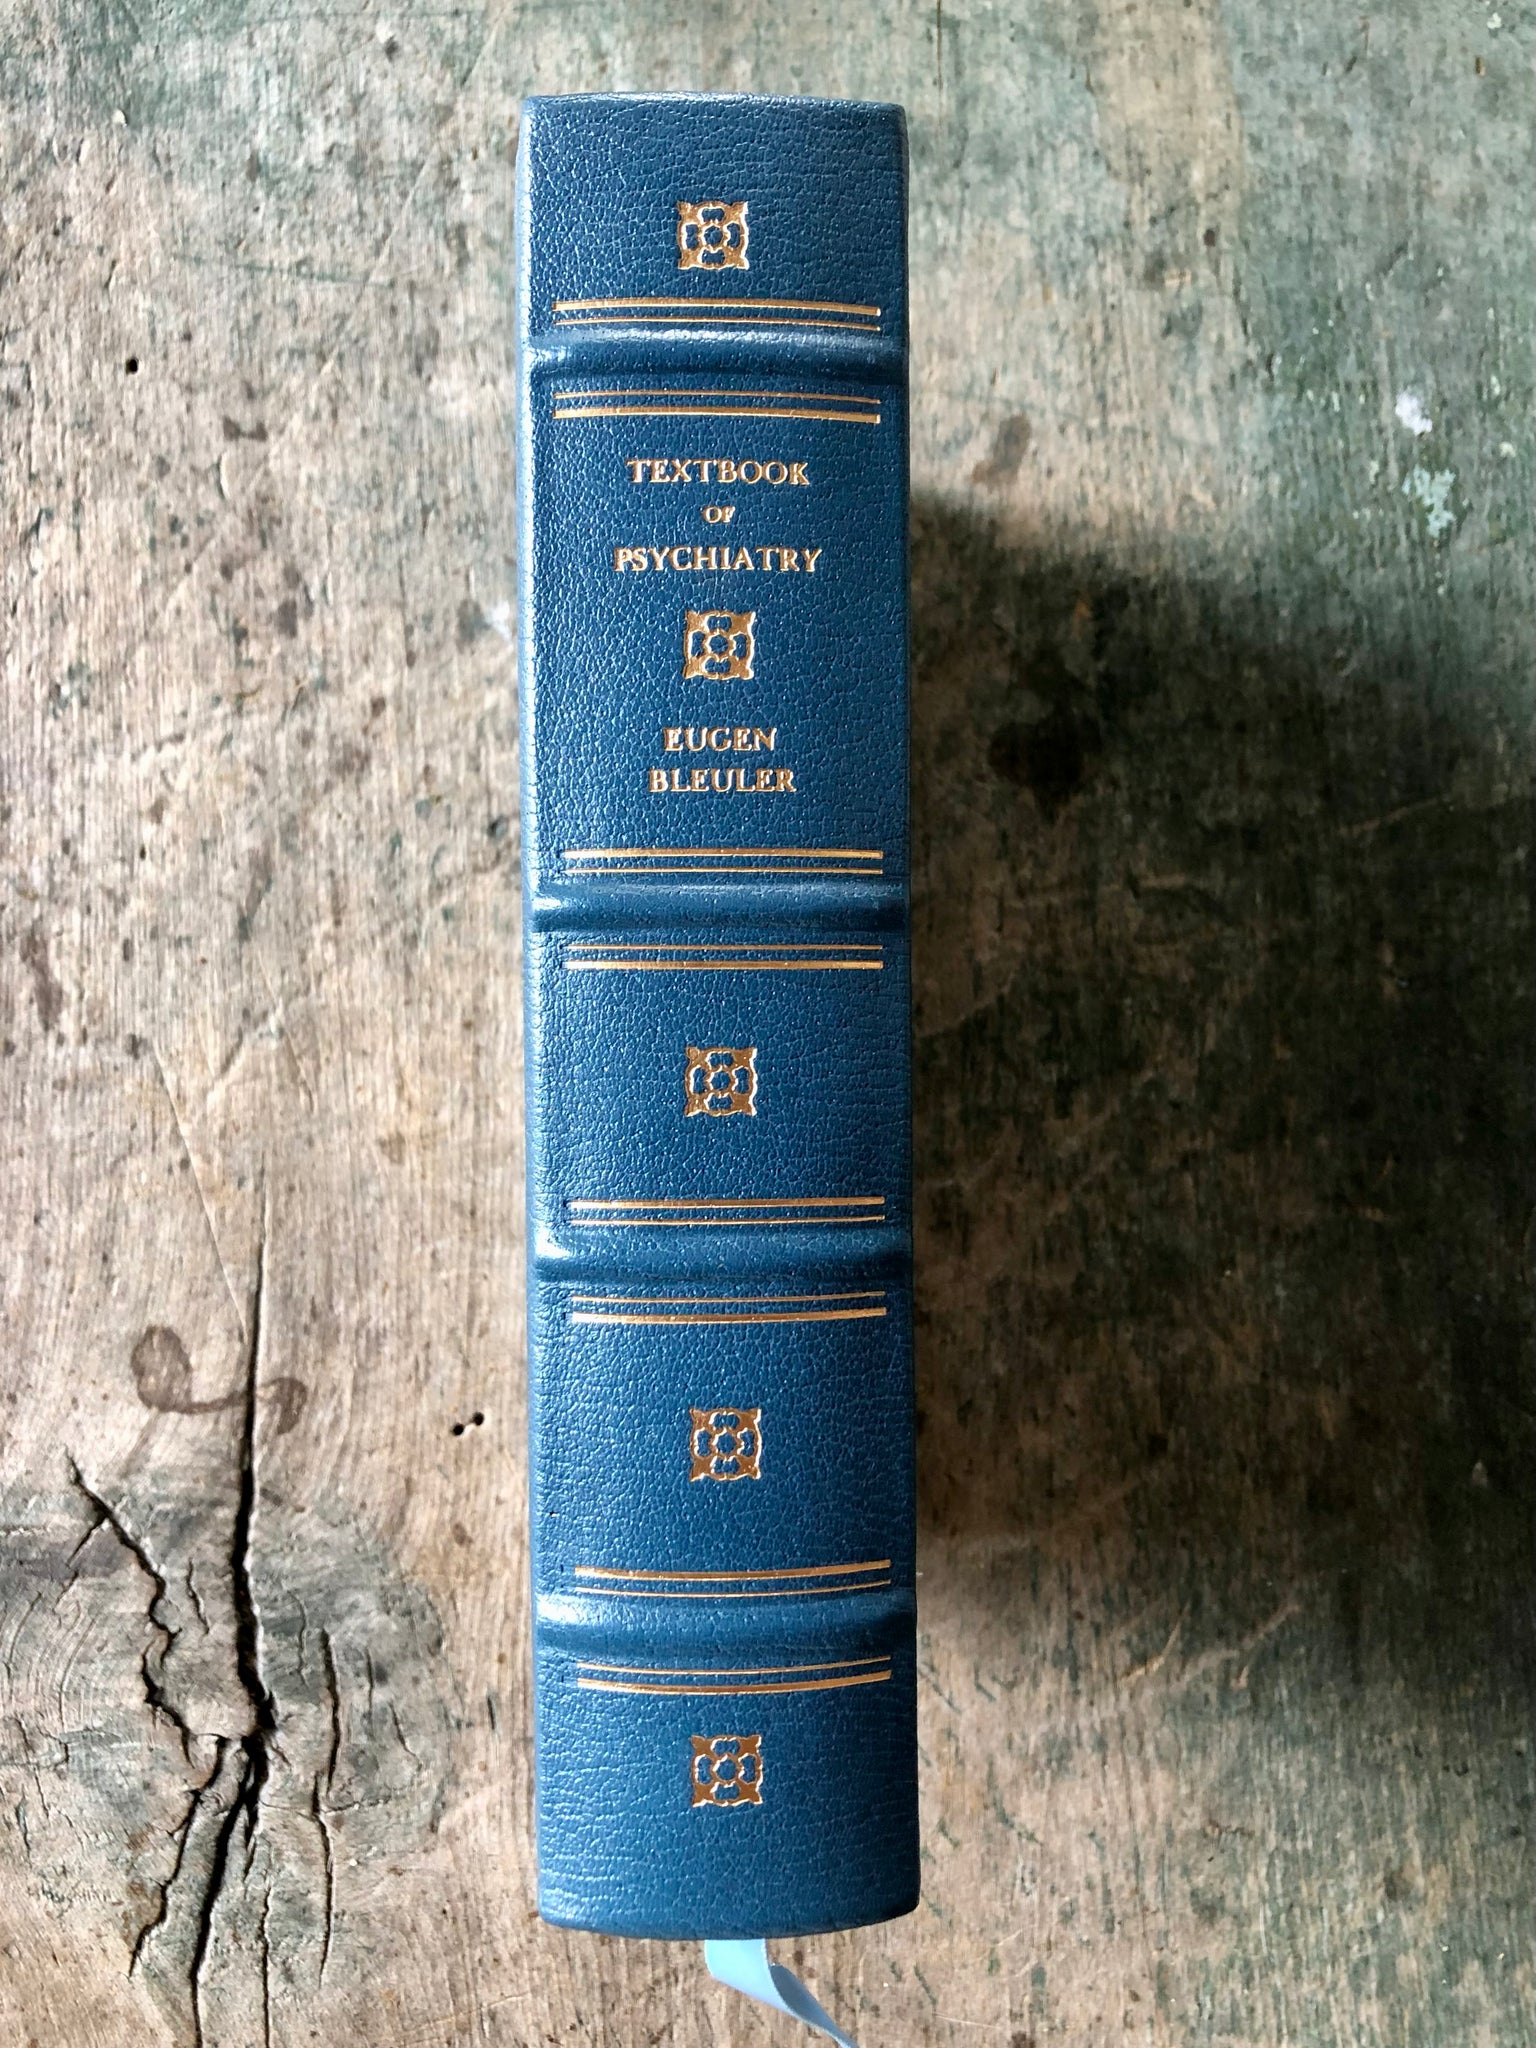 TEXTBOOK
OF
PSYCHIATRY
EUGEN
BLEULER